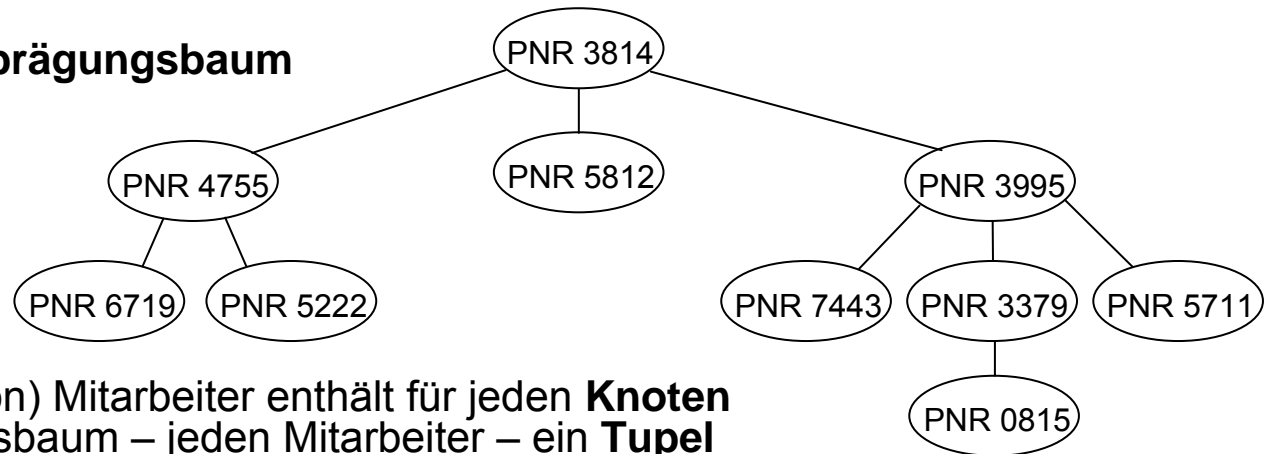 PNR 3814
prägungsbaum
PNR 4755
PNR 5812
PNR 3995
PNR 6719
PNR 5222
PNR 7443
PNR 3379
PNR 5711
on) Mitarbeiter enthält für jeden Knoten
sbaum – jeden Mitarbeiter – ein Tupel
PNR 0815